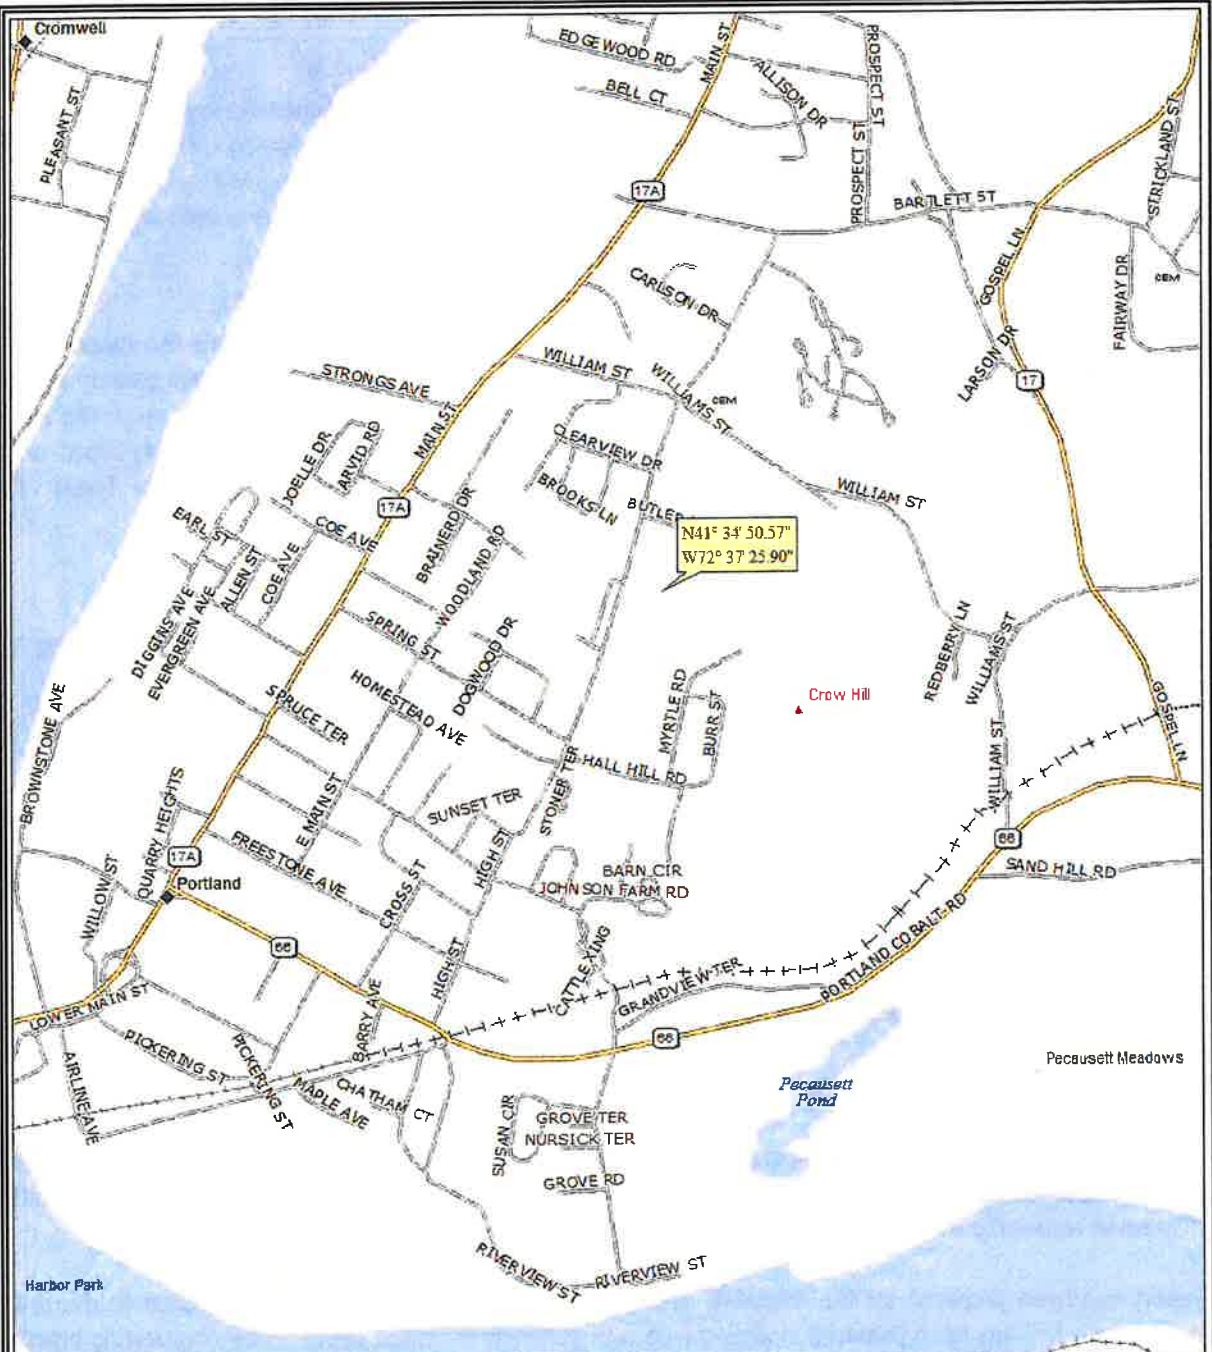 Cromwell
PLEASANT ST
EDGEWOOD RD
MAIN ST
PROSPECT ST
ALLISON DR
BELL CT
STRICKLAND ST
PROSPECT ST
17A
BARTLETT ST
GOSPEL LN
FAIRWAY DR
CEM
CARLSON DR
LARSON DR
17
WILLIAM ST
WILLIAMS ST
CEM
STRONGS AVE
MAIN ST
JOELLE DR
ARVID RD
CLEARVIEW DR
BROOKS LN
WILLIAM ST
17A
BUTLER
EARL ST
COE AVE
BRAINERD DR
WOODLAND RD
N41° 34' 50.57"
W72° 37' 25.90"
ALLEN ST
COE AVE
DIGGINS AVE
EVERGREEN AVE
SPRING ST
DOGWOOD DR
REDBERRY LN
WILLIAMS ST
HOMESTEAD AVE
SPRUCE TER
MYRTLE RD
BURR ST
Crow Hill
GOSPEL LN
BROWNSTONE AVE
WILLIAM ST
HALL HILL RD
STONER TER
E MAIN ST
SUNSET TER
QUARRY HEIGHTS
17A
FREESTONE AVE
HIGH ST
66
SAND HILL RD
Portland
WILLOW ST
CROSS ST
BARN CIR
JOHNSON FARM RD
66
HIGH ST
CATTLE XING
GRANDVIEW TER
PORTLAND COBALT RD
LOWER MAIN ST
BARRY AVE
66
PICKERING ST
PICKERING ST
AIRLINE AVE
MAPLE AVE
CHATHAM CT
Pecausett Meadows
Pecausett
Pond
SUSAN CIR
GROVE TER
NURSICK TER
GROVE RD
RIVERVIEW ST
RIVERVIEW ST
Harbor Park